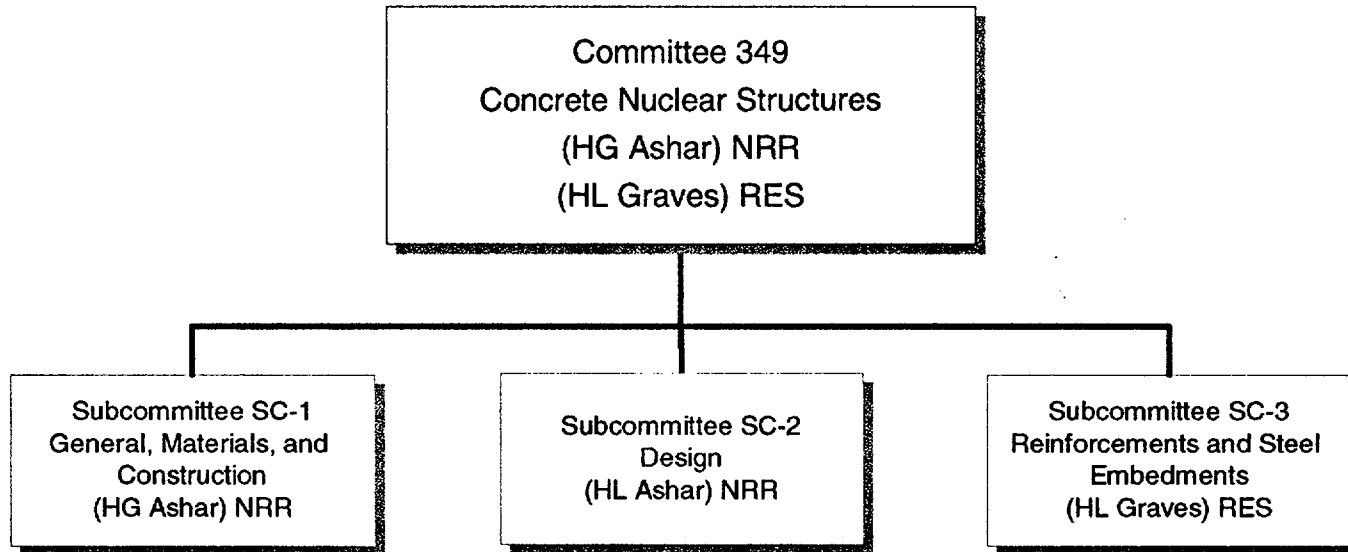 Committee 349
Concrete Nuclear Structures
(HG Ashar) NRR
(HL Graves) RES
Subcommittee SC-1
General, Materials, and
Construction
(HG Ashar) NRR
Subcommittee SC-2
Design
(HL Ashar) NRR
Subcommittee SC-3
Reinforcements and Steel
Embedments
(HL Graves) RES